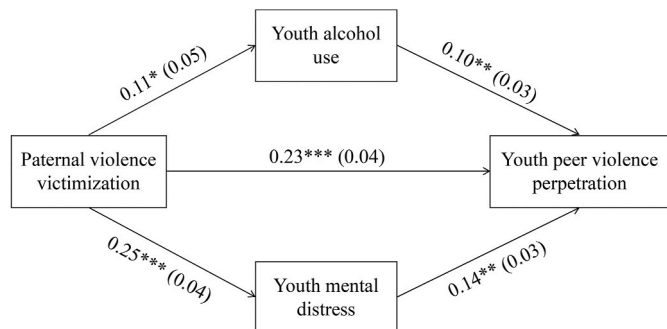 Youth alcohol
use
0.11* (0.05)
0.10** (0.03)
Paternal violence
victimization
0.23*** (0.04)
Youth peer violence
perpetration
0.25*** (0.04)
0.14** (0.03)
Youth mental
distress